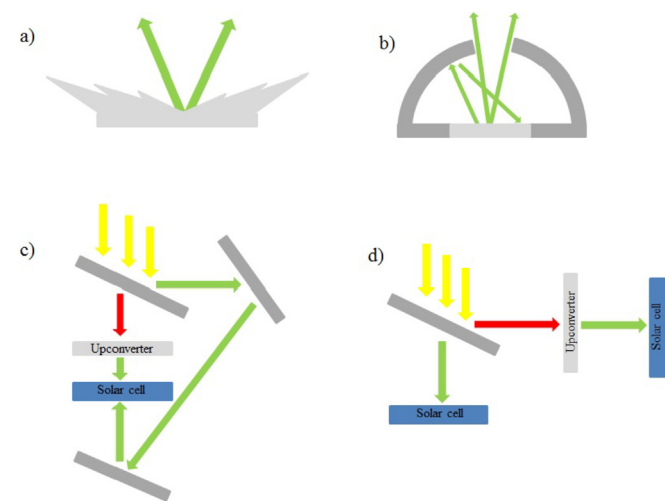 a)
b)
c)
Upconverter
Solar cell
d)
Upconverter
Solar cell
Solar cell